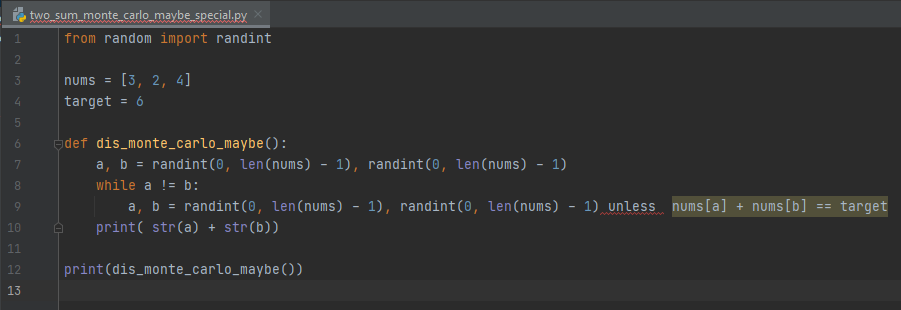 two_sum_monte_carlo_maybe_special.py
1 from random import randint
2
3 nums = [3, 2, 4]
4 target = 6
5
6 def dis_monte_carlo_maybe():
7 a, b = randint(0, len(nums) - 1), randint(0, len(nums) - 1)
8 while a != b:
9 a, b = randint(0, len(nums) - 1), randint(0, len(nums) - 1) unless nums[a] + nums[b] == target
10 print( str(a) + str(b))
11
12 print(dis_monte_carlo_maybe())
13